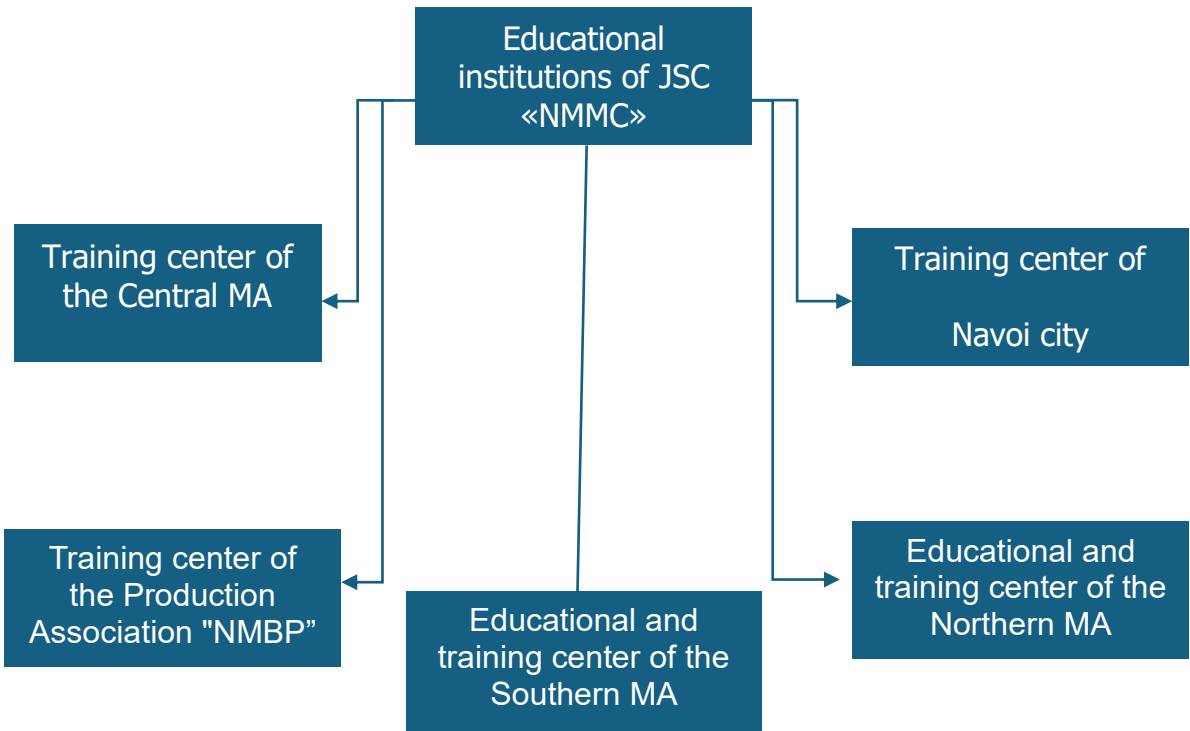 Educational
institutions of JSC
«NMMC»
Training center of
the Central MA
Training center of
Navoi city
Training center of
the Production
Association "NMBP”
Educational and
training center of the
Southern MA
Educational and
training center of the
Northern MA